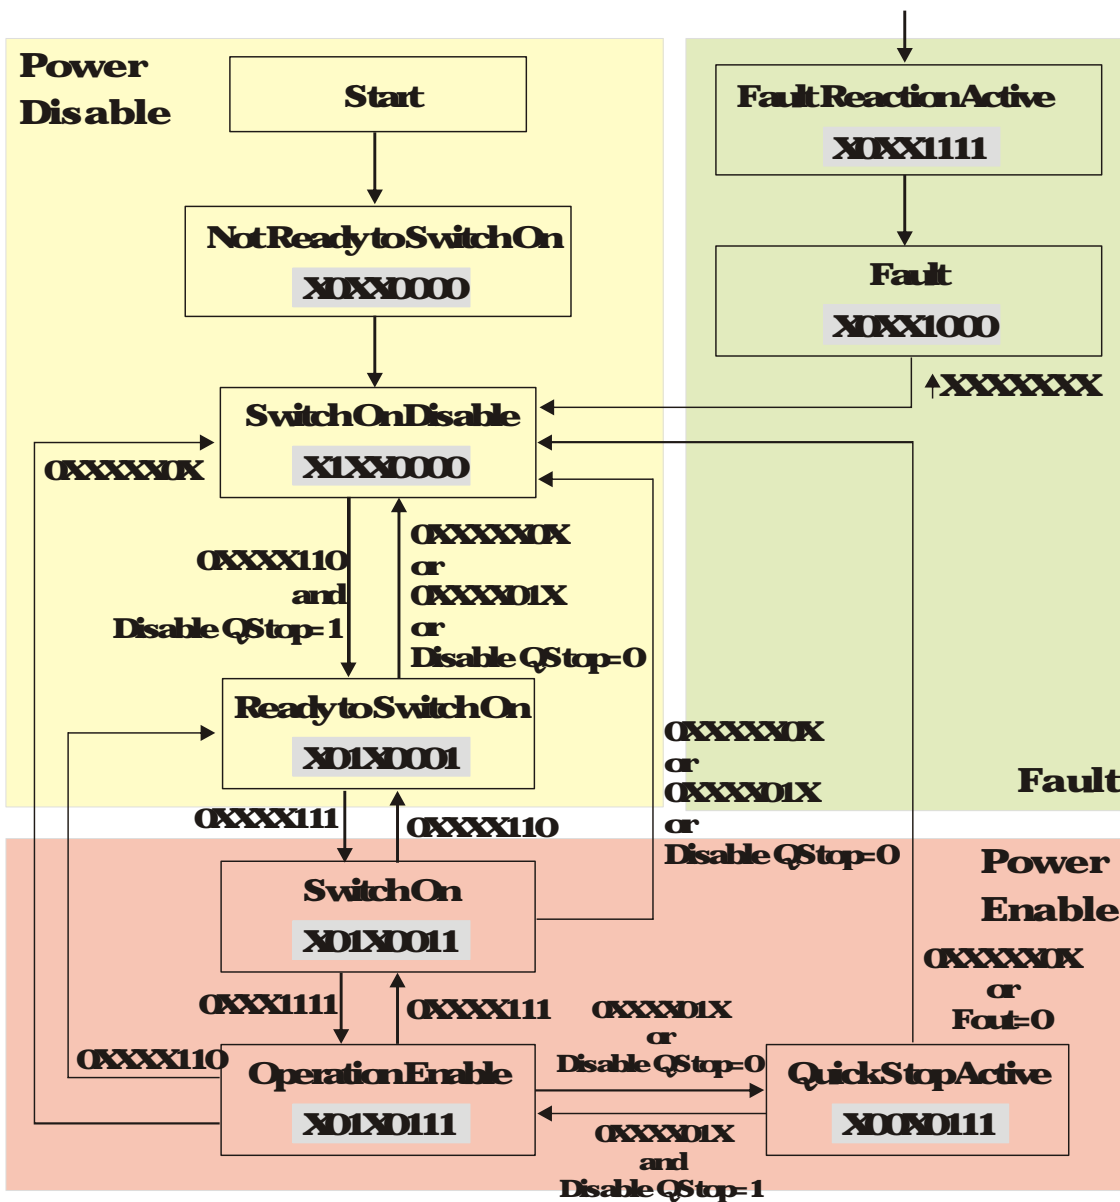 Power
Disable
Start
Not Ready to Switch On
X0XX0000
Switch On Disable
X1XX0000
0XXXXX0X
0XXXX110
and
Disable QStop=1
0XXXXX0X
or
0XXXX01X
or
Disable QStop=0
Ready to Switch On
X01X0001
0XXXX111
0XXXX110
Fault Reaction Active
X0XX1111
Fault
X0XX1000
XXXXXXX
Fault
0XXXXX0X
or
0XXXX01X
or
Disable QStop=0
Power
Enable
Switch On
X01X0011
0XXX1111
0XXXX111
0XXXX110
Operation Enable
X01X0111
0XXXX01X
or
Disable QStop=0
0XXXX01X
and
Disable QStop=1
0XXXXX0X
or
Fout=0
Quick Stop Active
X00X0111